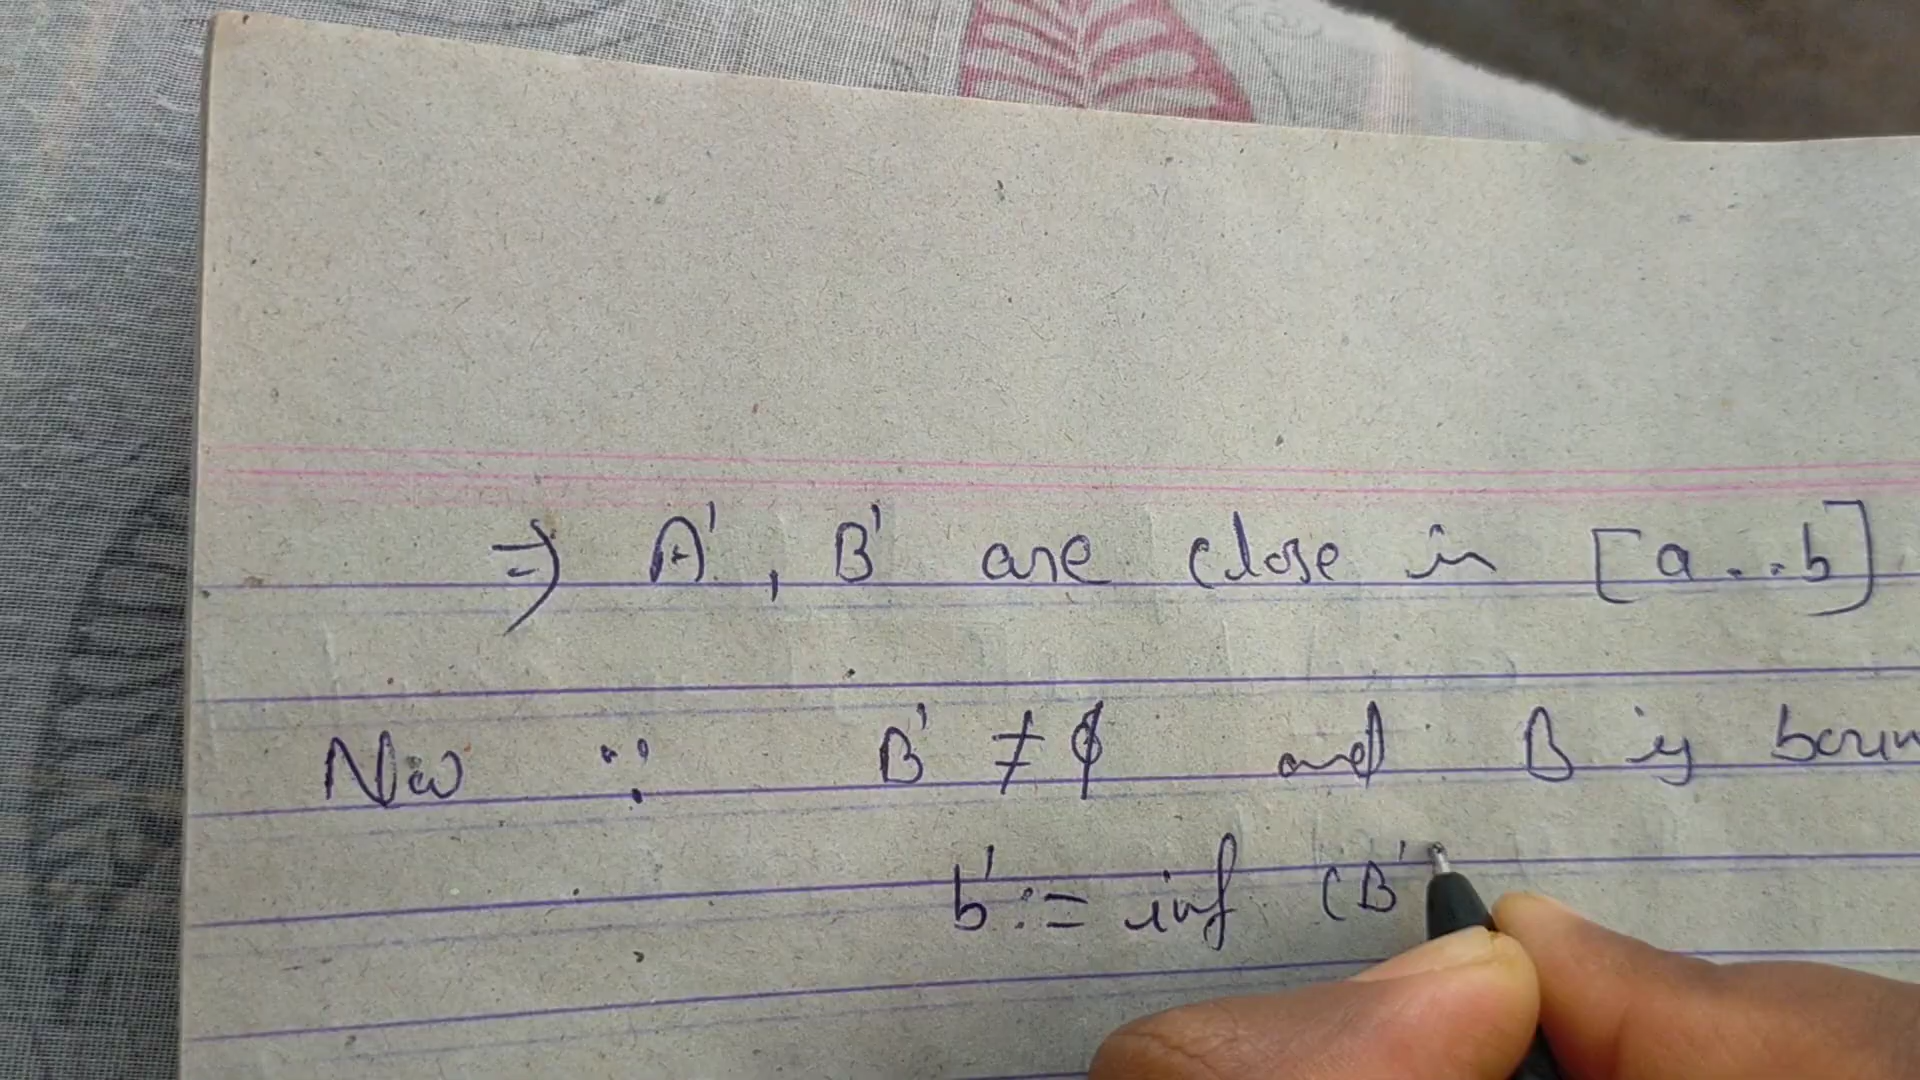 ⇒ A', B' are close in [a..b]
Now ∵ B' ≠ ϕ and B is boun
b' := inf (B'